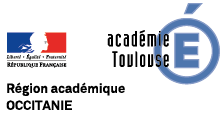 académie
Toulouse
É
Liberté • Égalité • Fraternité
RÉPUBLIQUE FRANÇAISE
Région académique
OCCITANIE